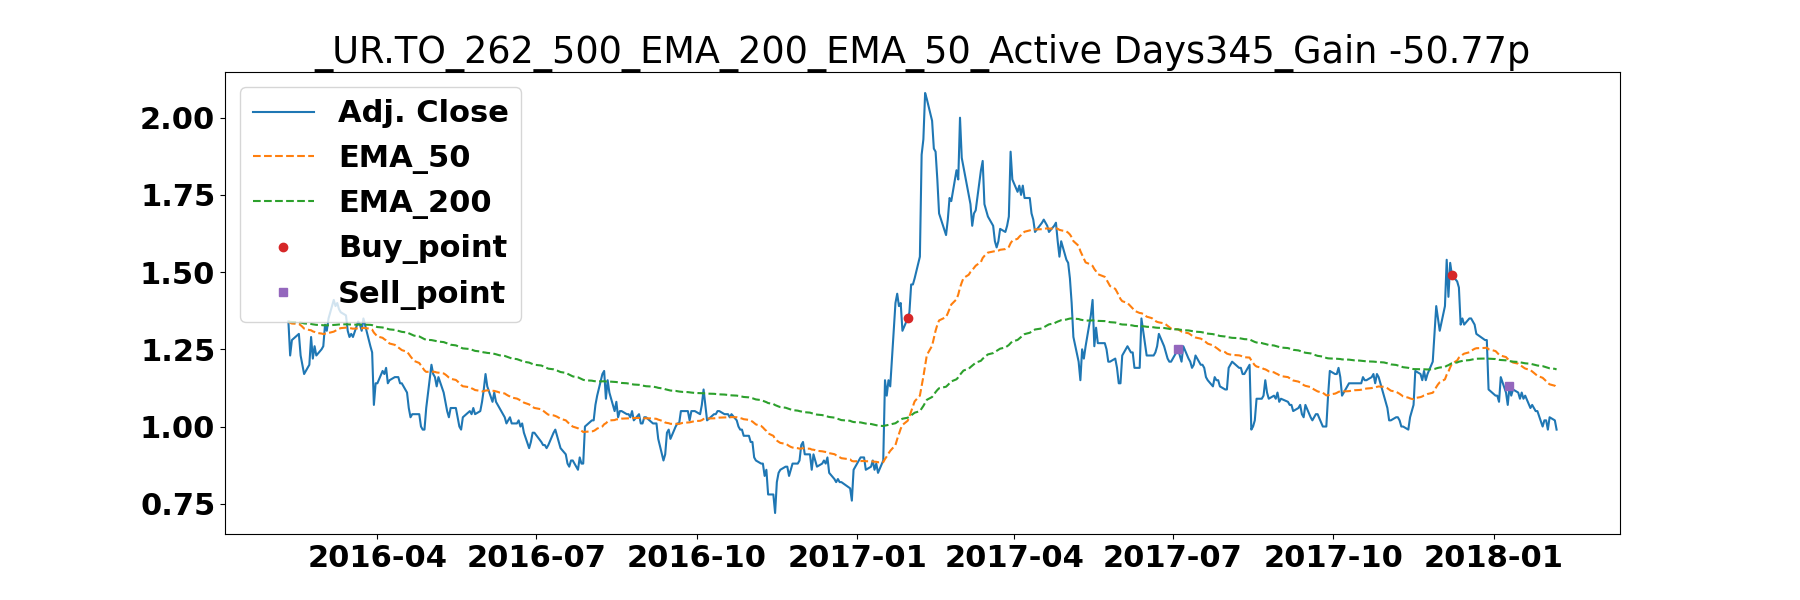 _UR.TO_262_500_EMA_200_EMA_50_Active Days345_Gain -50.77p
Adj. Close
EMA_50
EMA_200
Buy_point
Sell_point
2.00
1.75
1.50
1.25
1.00
0.75
2016-04 2016-07 2016-10 2017-01 2017-04 2017-07 2017-10 2018-01